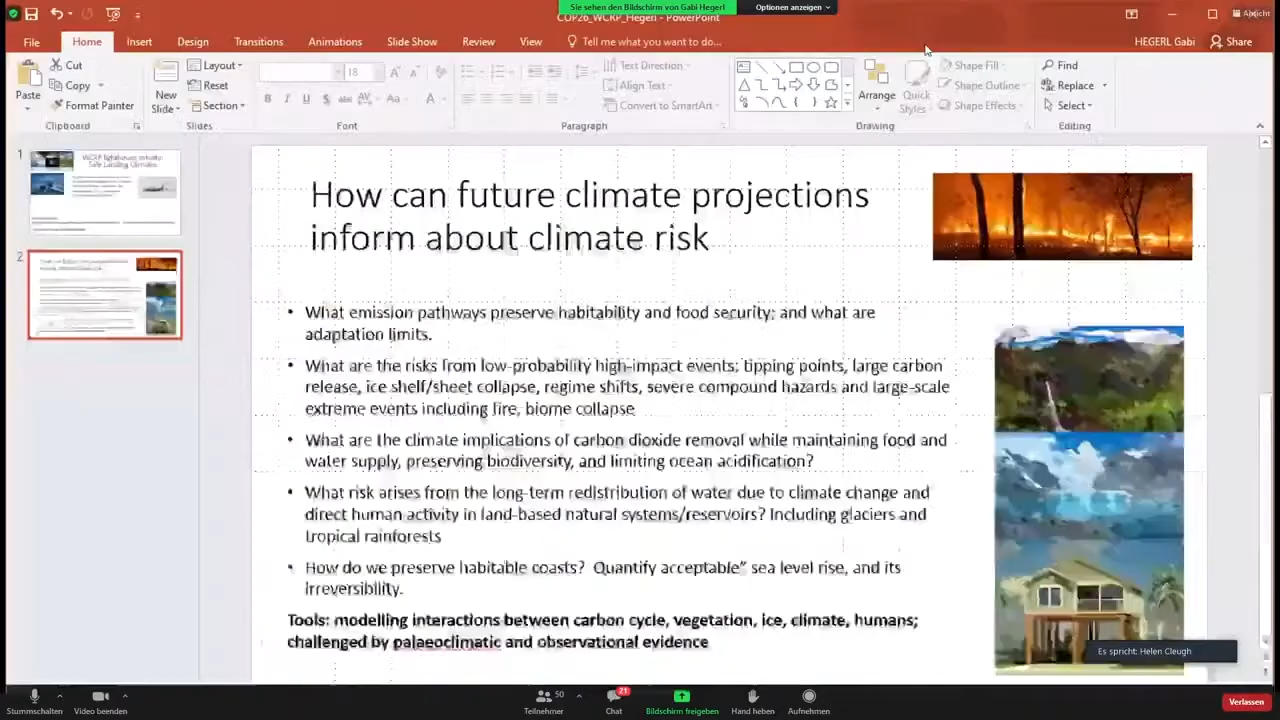 Sie sehen den Bildschirm von Gabi Hegerl
Optionen anzeigen
COP26_WCRP_Hegerl - PowerPoint
File Home Insert Design Transitions Animations Slide Show Review View Tell me what you want to do...
HEGERL Gabi Share
Paste
Cut
Copy
Format Painter
Clipboard
New Slide
Layout
Reset
Section
Slides
18
Font
Text Direction
Align Text
Convert to SmartArt
Paragraph
Arrange
Quick Styles
Shape Fill
Shape Outline
Shape Effects
Drawing
Find
Replace
Select
Editing
1
WCRP lighthouse activity:
Safe Landing Climates
2
How can future climate projections
inform about climate risk
• What emission pathways preserve habitability and food security; and what are
adaptation limits.
• What are the risks from low-probability high-impact events; tipping points, large carbon
release, ice shelf/sheet collapse, regime shifts, severe compound hazards and large-scale
extreme events including fire, biome collapse
• What are the climate implications of carbon dioxide removal while maintaining food and
water supply, preserving biodiversity, and limiting ocean acidification?
• What risk arises from the long-term redistribution of water due to climate change and
direct human activity in land-based natural systems/reservoirs? Including glaciers and
tropical rainforests
• How do we preserve habitable coasts? Quantify acceptable" sea level rise, and its
irreversibility.
Tools: modelling interactions between carbon cycle, vegetation, ice, climate, humans;
challenged by palaeoclimatic and observational evidence
Es spricht: Helen Cleugh
Stummschalten
Video beenden
50
Teilnehmer
21
Chat
Bildschirm freigeben
Hand heben
Aufnehmen
Verlassen